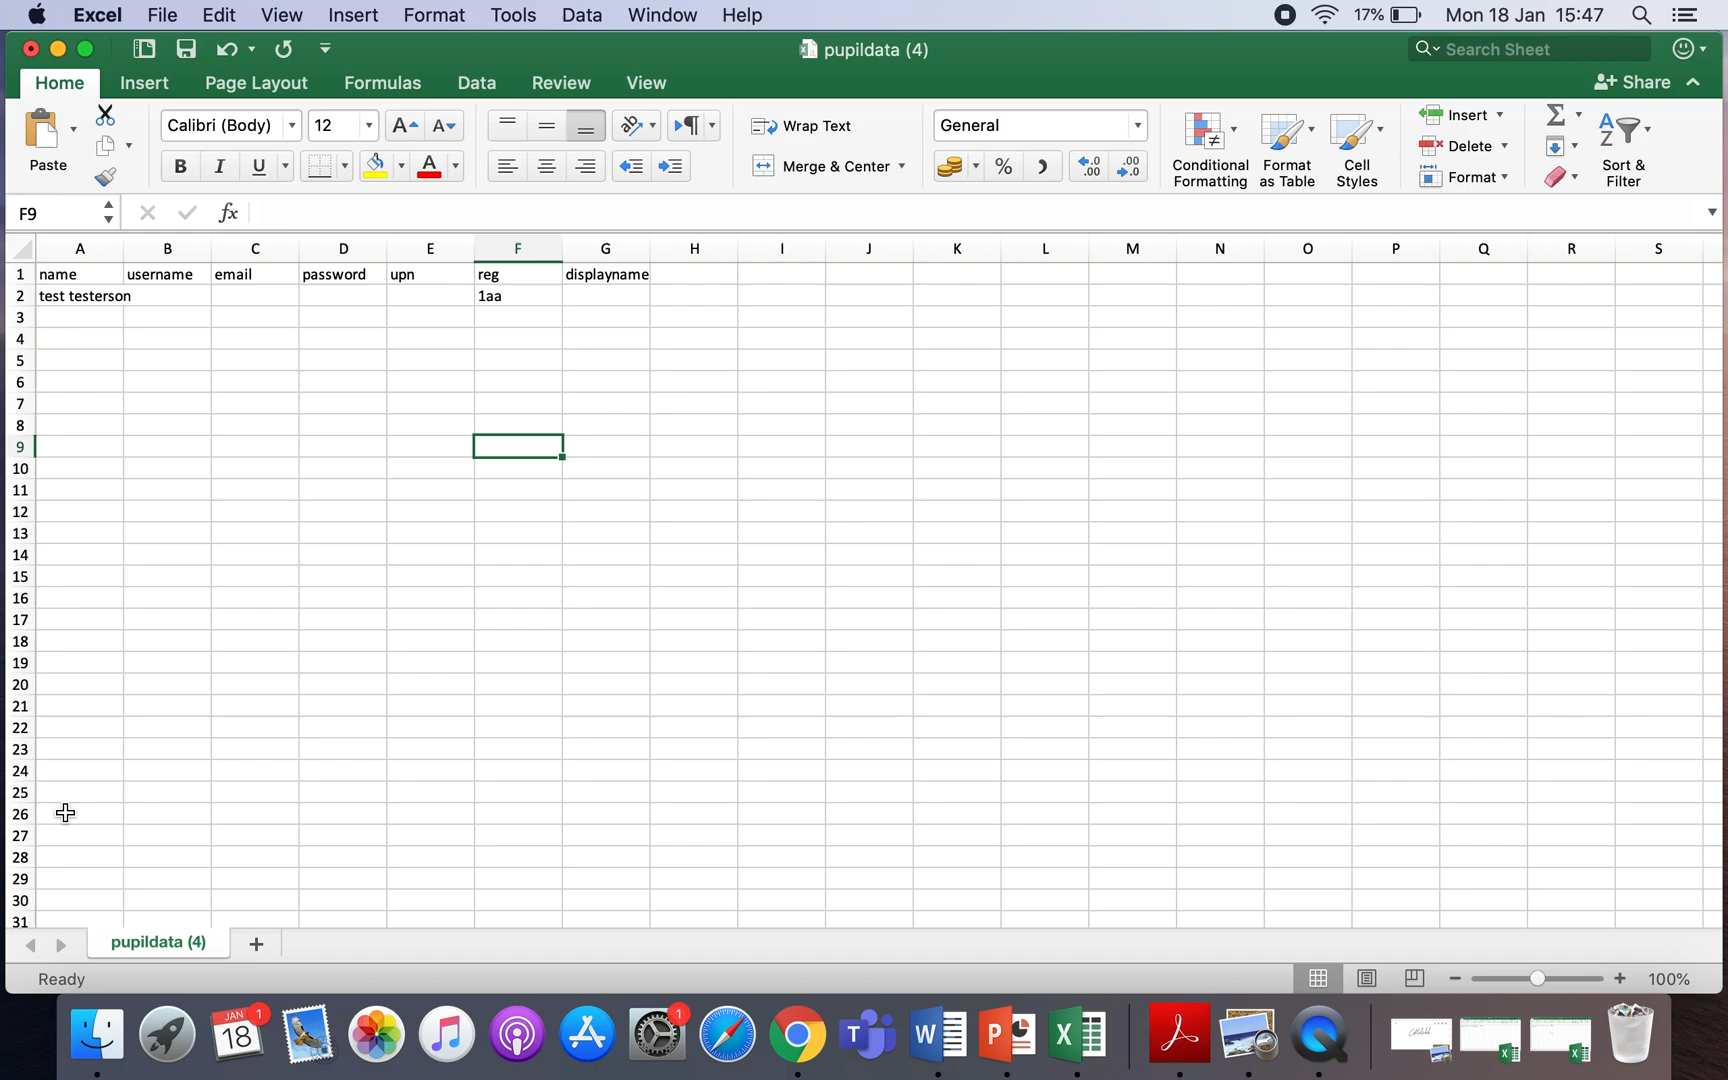 Excel File Edit View Insert Format Tools Data Window Help 17% Mon 18 Jan 15:47
pupildata (4) Search Sheet
Home Insert Page Layout Formulas Data Review View Share
Paste Calibri (Body) 12 A A Wrap Text General Conditional Formatting Format as Table Cell Styles Insert Sort & Filter
B I U A Merge & Center % Delete
Format
F9 fx
A B C D E F G H I J K L M N O P Q R S
1 name username email password upn reg displayname
2 test testerson 1aa
3
4
5
6
7
8
9
10
11
12
13
14
15
16
17
18
19
20
21
22
23
24
25
26
27
28
29
30
31
pupildata (4) +
Ready 100%
JAN 18 1 1 T W P X